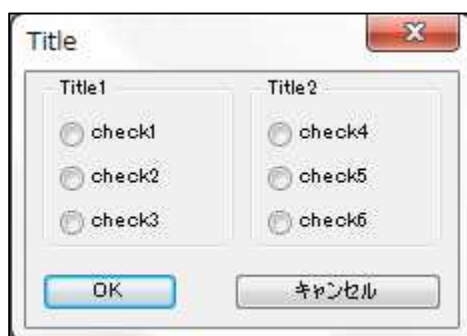 Title
Title1
Title2
check1
check4
check2
check5
check3
check6
OK
キャンセル